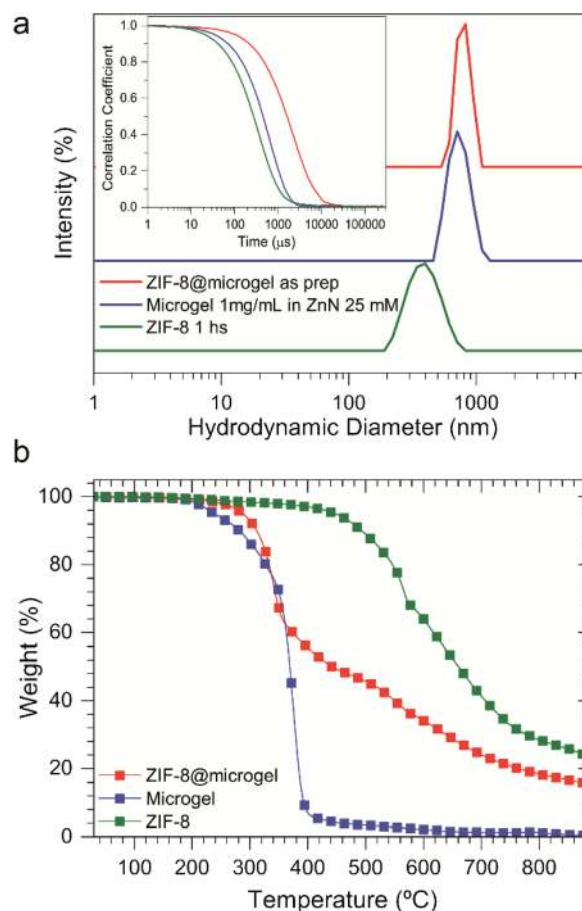 a
Intensity (%)
Correlation Coefficient
1.0
0.8
0.6
0.4
0.2
0.0
1 10 100 1000 10000 100000
Time (μs)
ZIF-8@microgel as prep
Microgel 1mg/mL in ZnN 25 mM
ZIF-8 1 hs
1 10 100 1000
Hydrodynamic Diameter (nm)
b
Weight (%)
100
80
60
40
20
0
ZIF-8@microgel
Microgel
ZIF-8
100 200 300 400 500 600 700 800
Temperature (ºC)